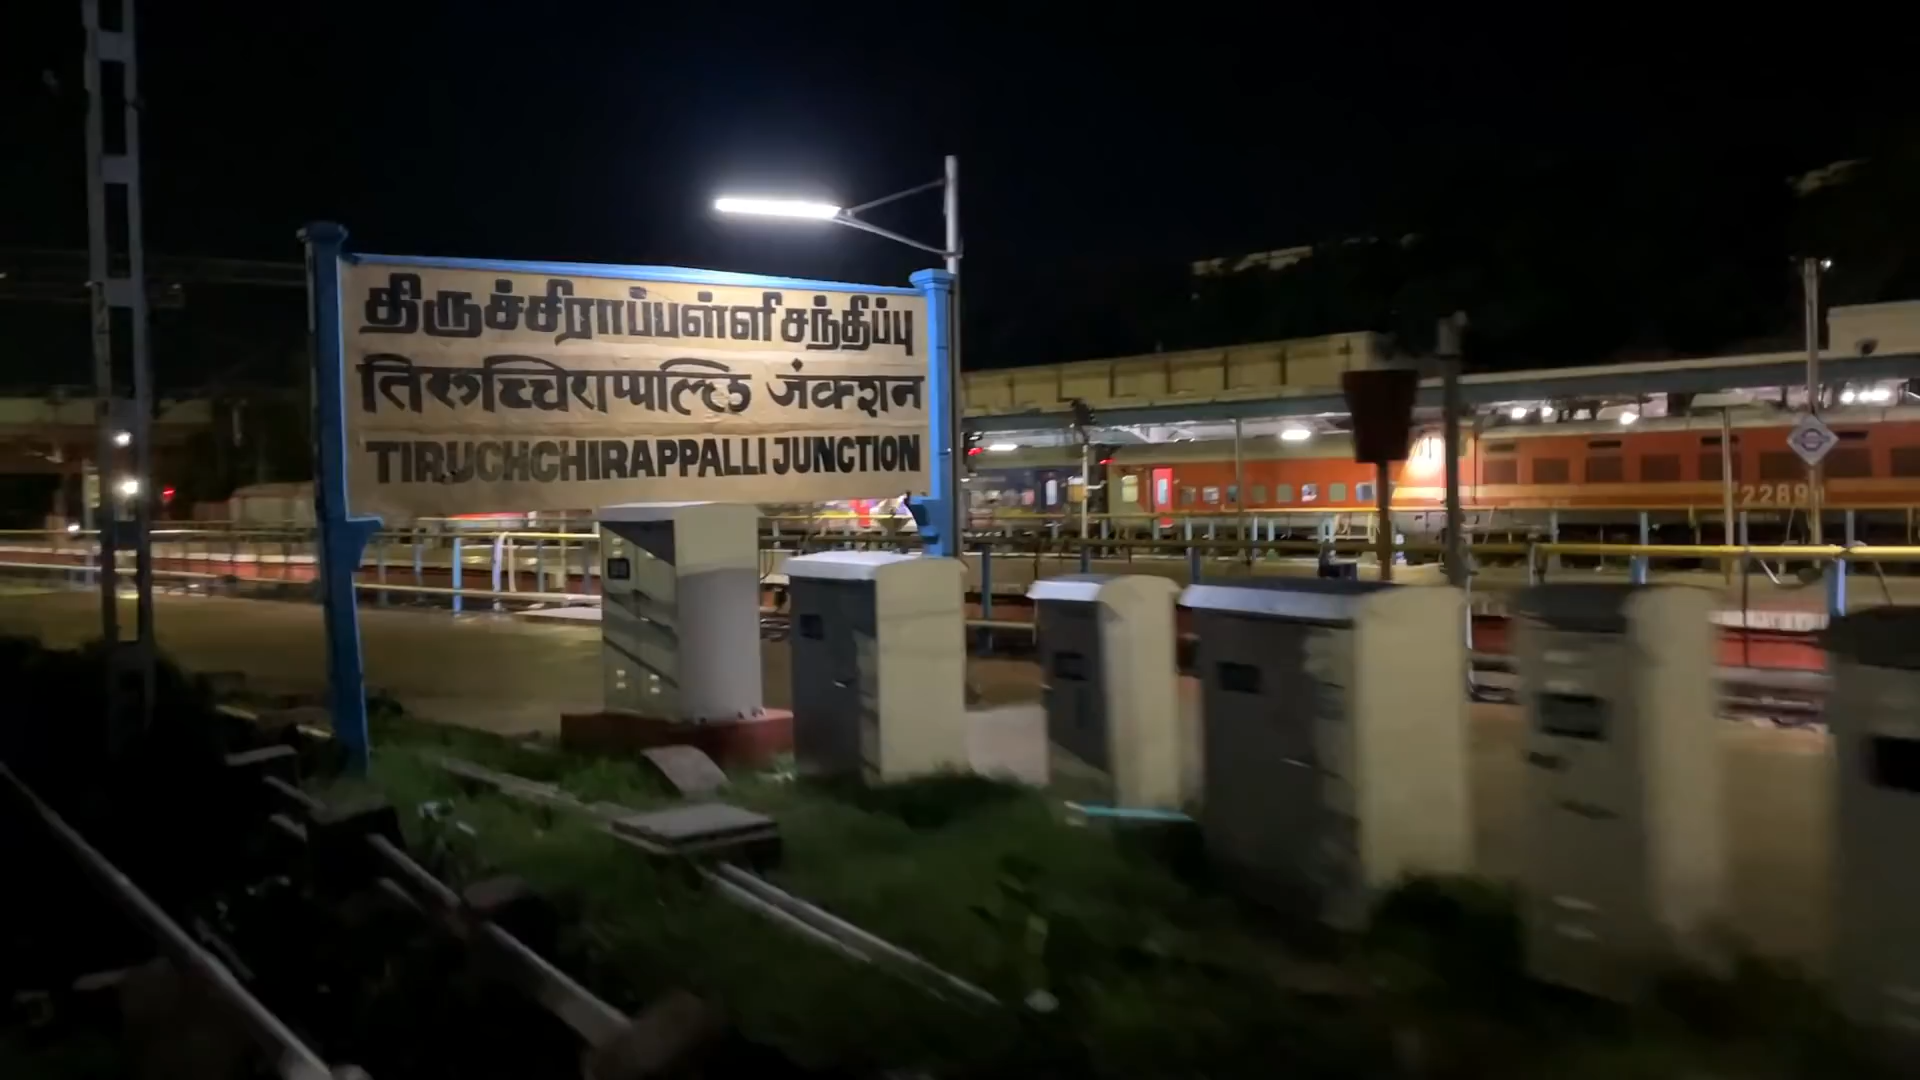 திருச்சிராப்பள்ளி சந்திப்பு
तिरुच्चिराप्पल्लि जंक्शन
TIRUCHCHIRAPPALLI JUNCTION